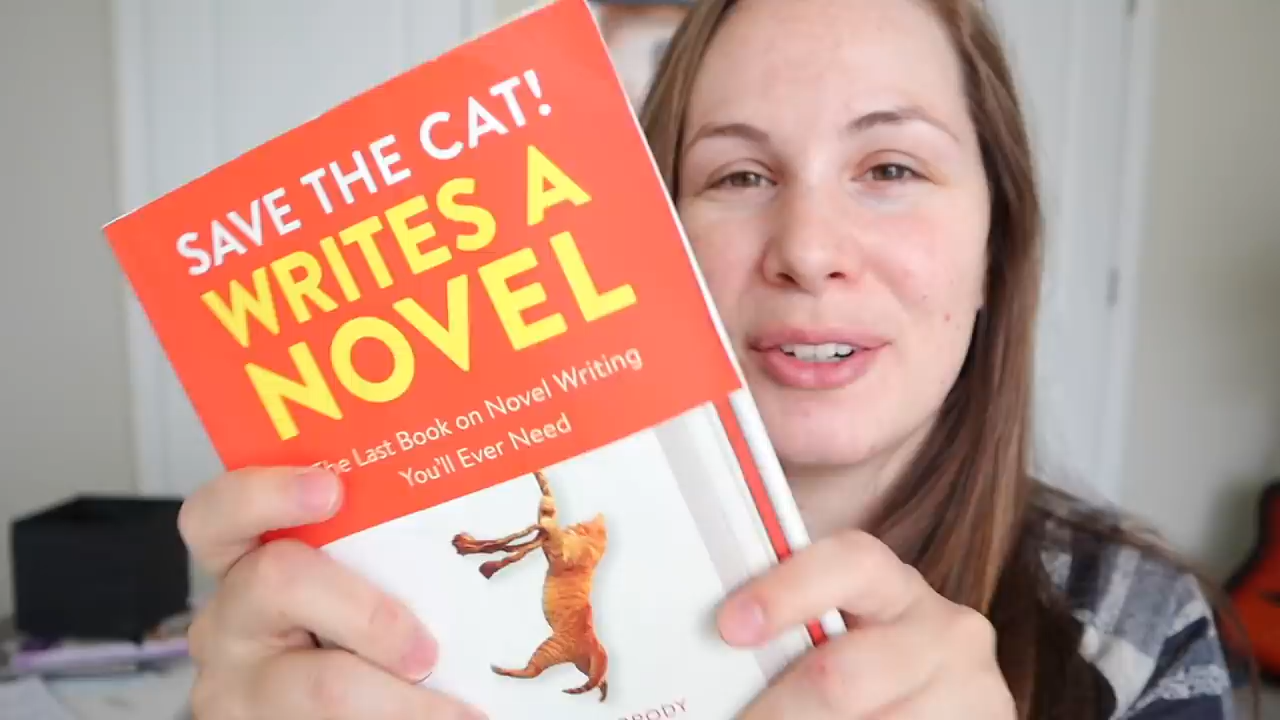 SAVE THE CAT!
WRITES A
NOVEL
The Last Book on Novel Writing
You'll Ever Need